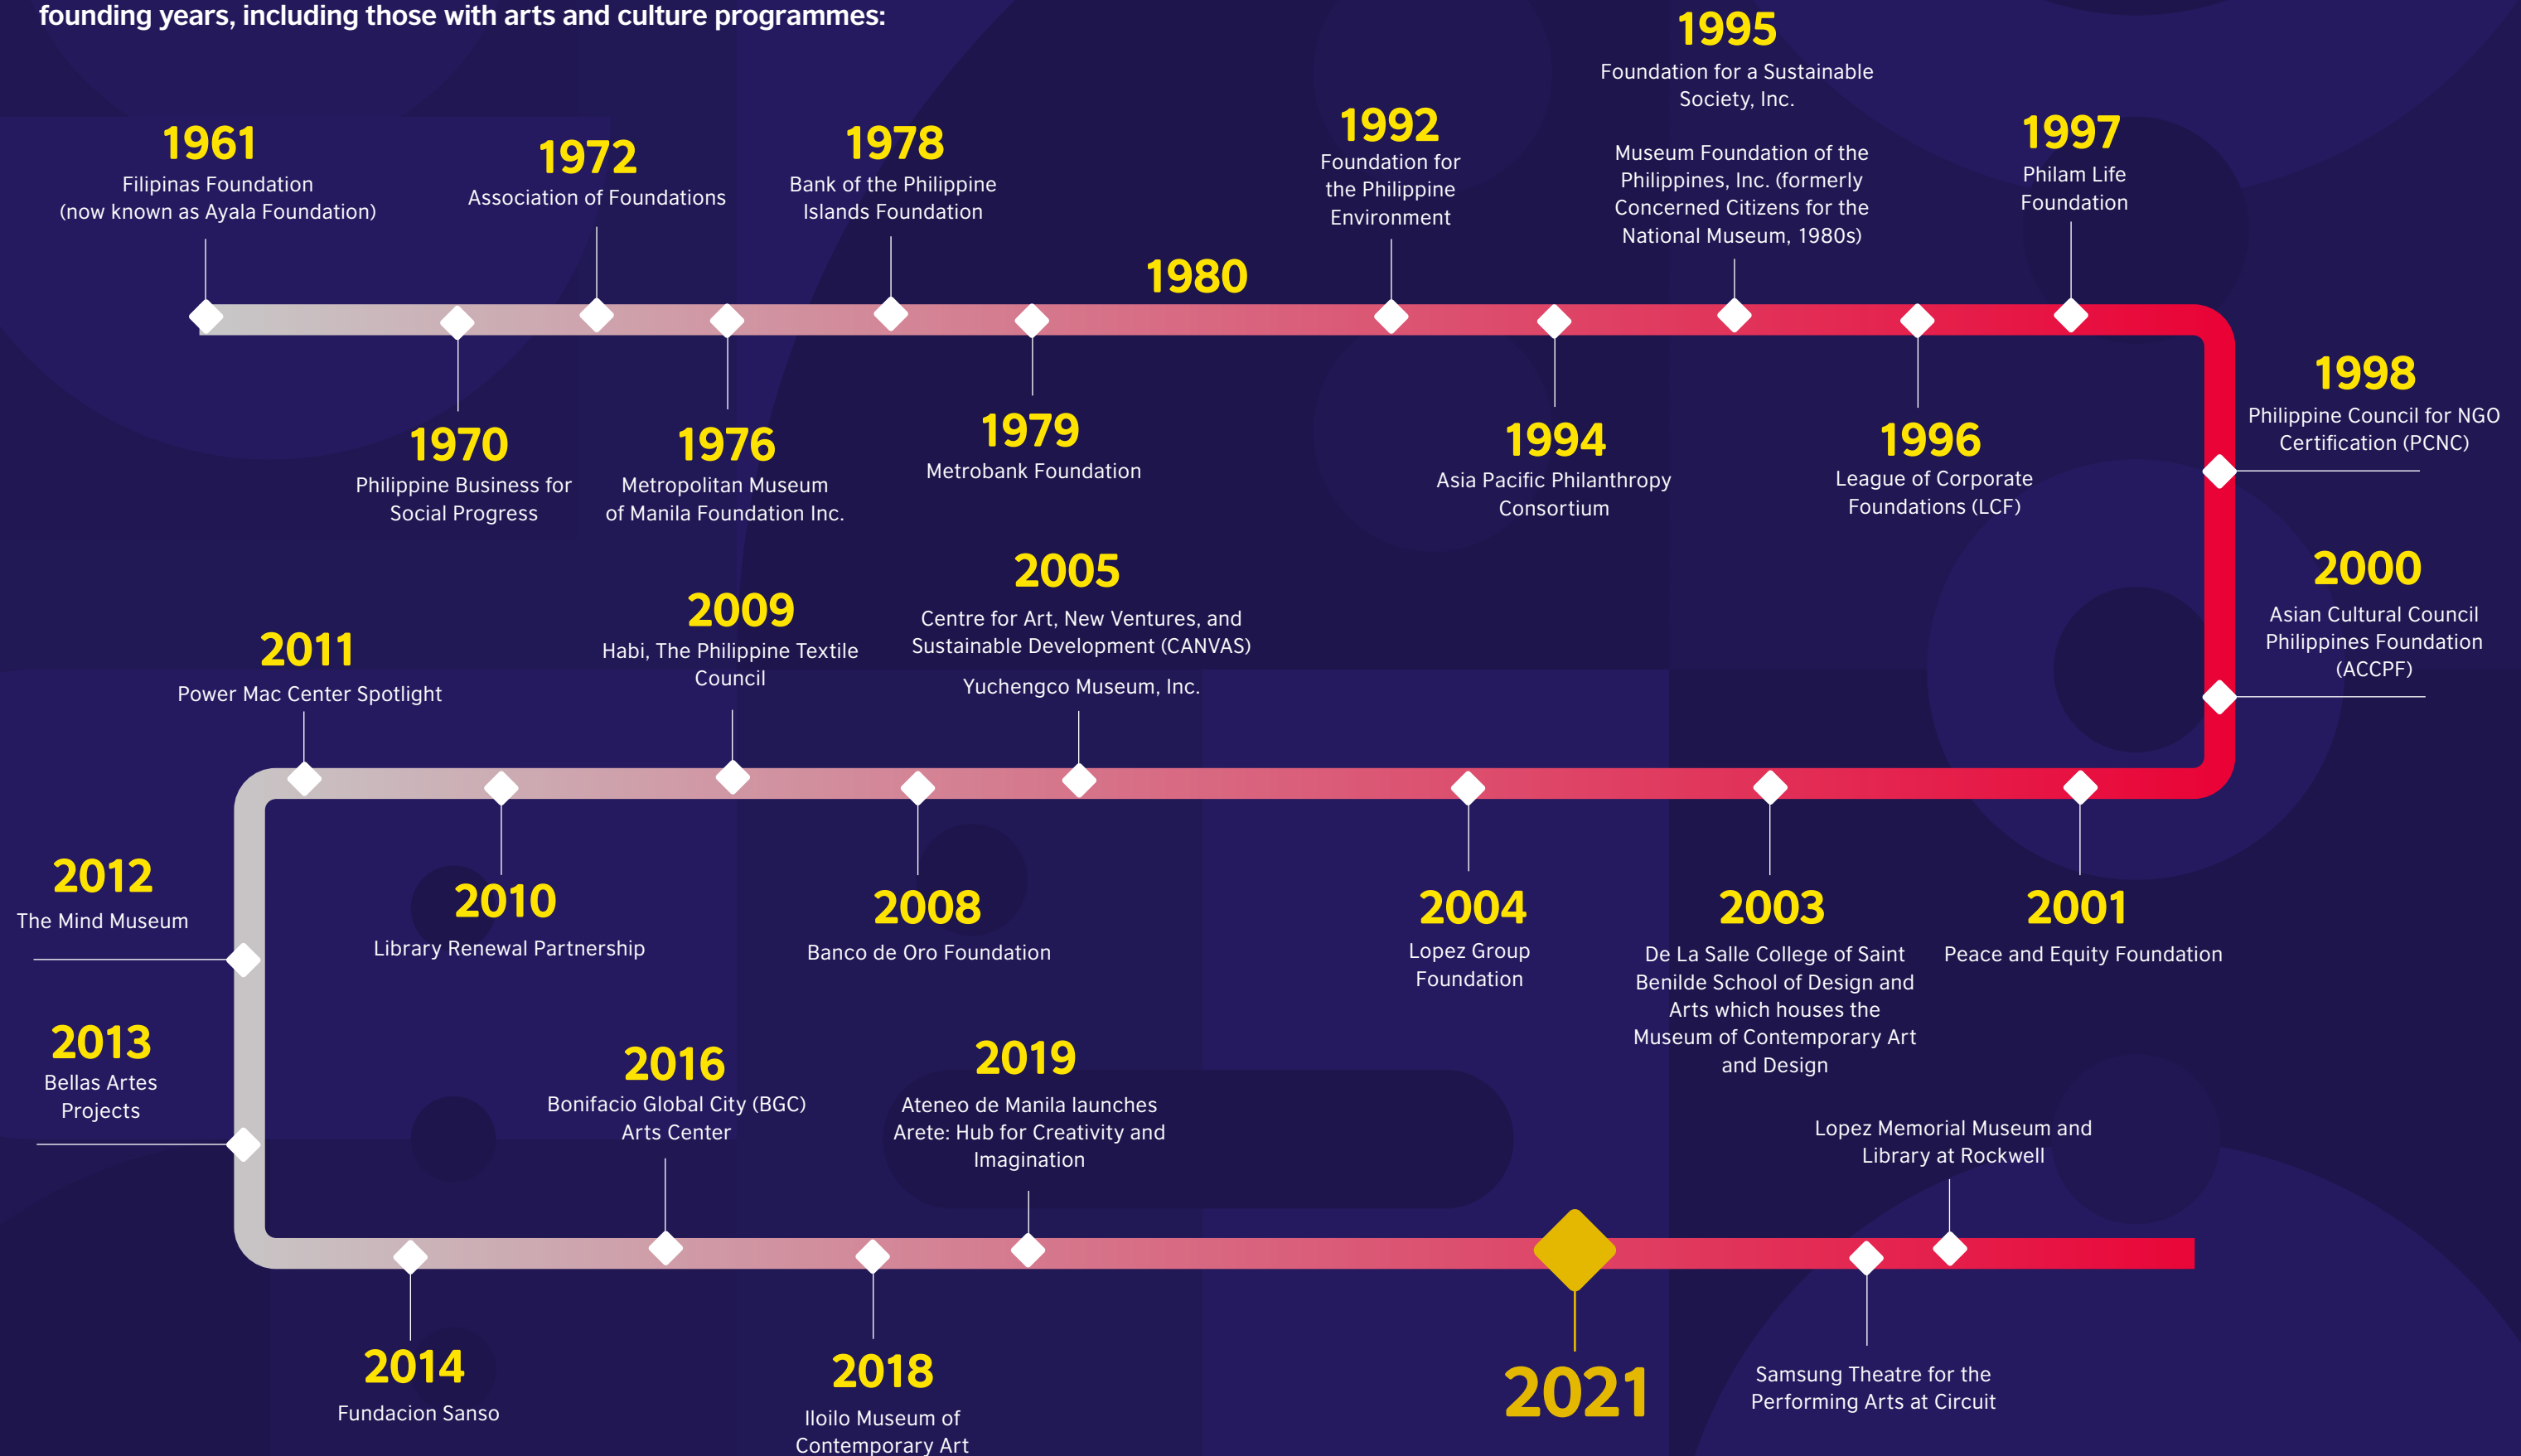 founding years, including those with arts and culture programmes:
1961
Filipinas Foundation
(now known as Ayala Foundation)
1970
Philippine Business for
Social Progress
1972
Association of Foundations
1976
Metropolitan Museum
of Manila Foundation Inc.
1978
Bank of the Philippine
Islands Foundation
1979
Metrobank Foundation
1980
1992
Foundation for
the Philippine
Environment
1994
Asia Pacific Philanthropy
Consortium
1995
Foundation for a Sustainable
Society, Inc.
Museum Foundation of the
Philippines, Inc. (formerly
Concerned Citizens for the
National Museum, 1980s)
1996
League of Corporate
Foundations (LCF)
1997
Philam Life
Foundation
1998
Philippine Council for NGO
Certification (PCNC)
2000
Asian Cultural Council
Philippines Foundation
(ACCPF)
2001
Peace and Equity Foundation
2003
De La Salle College of Saint
Benilde School of Design and
Arts which houses the
Museum of Contemporary Art
and Design
2004
Lopez Group
Foundation
2005
Centre for Art, New Ventures, and
Sustainable Development (CANVAS)
Yuchengco Museum, Inc.
2008
Banco de Oro Foundation
2009
Habi, The Philippine Textile
Council
2010
Library Renewal Partnership
2011
Power Mac Center Spotlight
2012
The Mind Museum
2013
Bellas Artes
Projects
2014
Fundacion Sanso
2016
Bonifacio Global City (BGC)
Arts Center
2018
Iloilo Museum of
Contemporary Art
2019
Ateneo de Manila launches
Arete: Hub for Creativity and
Imagination
2021
Samsung Theatre for the
Performing Arts at Circuit
Lopez Memorial Museum and
Library at Rockwell